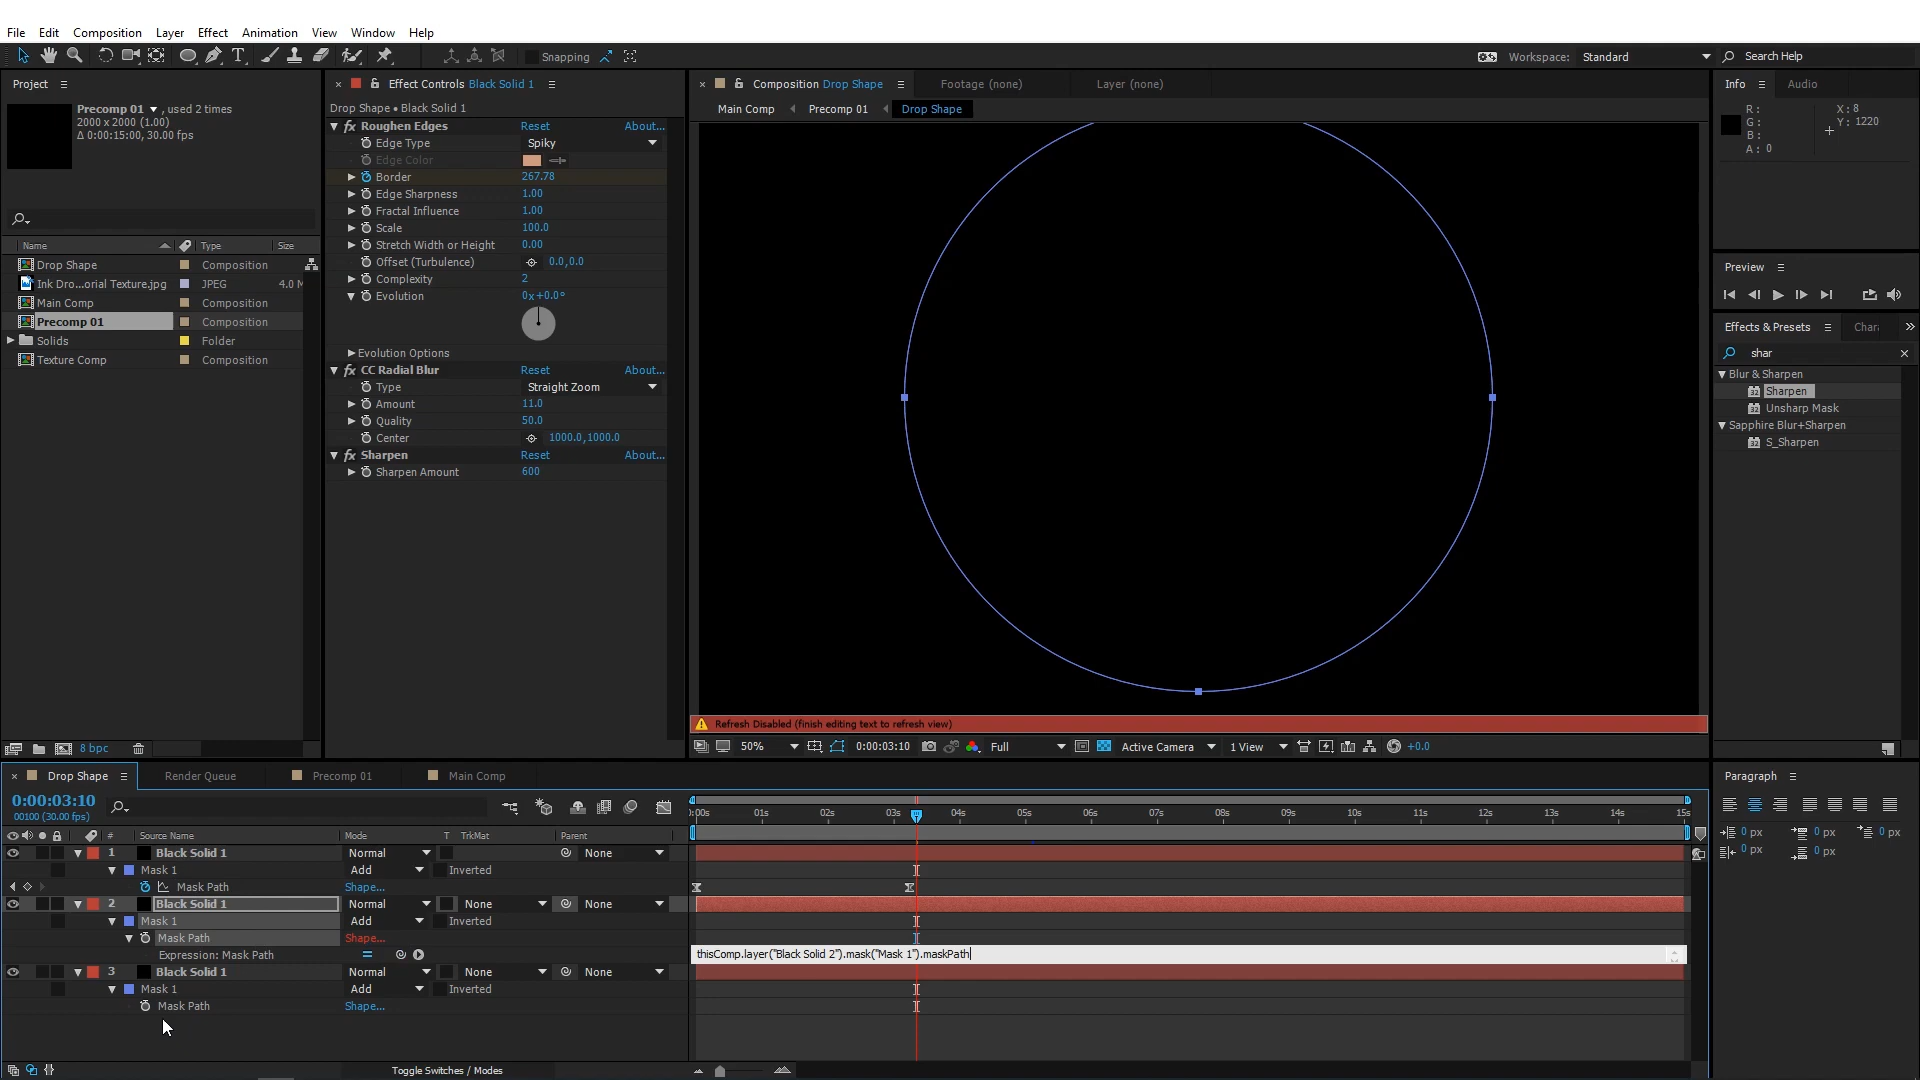 File Edit Composition Layer Effect Animation View Window Help
Snapping
Workspace: Standard
Search Help
Project
Precomp 01 , used 2 times
2000 x 2000 (1.00)
Δ 0:00:15:00, 30.00 fps
Name Type Size
Drop Shape Composition
Ink Dro...orial Texture.jpg JPEG 4.0 M
Main Comp Composition
Precomp 01 Composition
Solids Folder
Texture Comp Composition
8 bpc
Effect Controls Black Solid 1
Drop Shape • Black Solid 1
fx Roughen Edges Reset About...
Edge Type Spiky
Edge Color
Border 267.78
Edge Sharpness 1.00
Fractal Influence 1.00
Scale 100.0
Stretch Width or Height 0.00
Offset (Turbulence) 0.0,0.0
Complexity 2
Evolution 0x+0.0°
Evolution Options
fx CC Radial Blur Reset About...
Type Straight Zoom
Amount 11.0
Quality 50.0
Center 1000.0,1000.0
fx Sharpen Reset About...
Sharpen Amount 600
Composition Drop Shape
Footage (none)
Layer (none)
Main Comp Precomp 01 Drop Shape
Refresh Disabled (finish editing text to refresh view)
50% 0:00:03:10 Full Active Camera 1 View +0.0
Info Audio
R: X: 8
G: Y: 1220
B:
A: 0
Preview
Effects & Presets Char
shar
Blur & Sharpen
Sharpen
Unsharp Mask
Sapphire Blur+Sharpen
S_Sharpen
Paragraph
0 px 0 px 0 px
0 px 0 px
Drop Shape Render Queue Precomp 01 Main Comp
0:00:03:10
00100 (30.00 fps)
# Source Name Mode T TrkMat Parent
):00s 01s 02s 03s 04s 05s 06s 07s 08s 09s 10s 11s 12s 13s 14s 15s
1 Black Solid 1 Normal None
Mask 1 Add Inverted
Mask Path Shape...
2 Black Solid 1 Normal None None
Mask 1 Add Inverted
Mask Path Shape...
Expression: Mask Path
thisComp.layer("Black Solid 2").mask("Mask 1").maskPath
3 Black Solid 1 Normal None None
Mask 1 Add Inverted
Mask Path Shape...
Toggle Switches / Modes